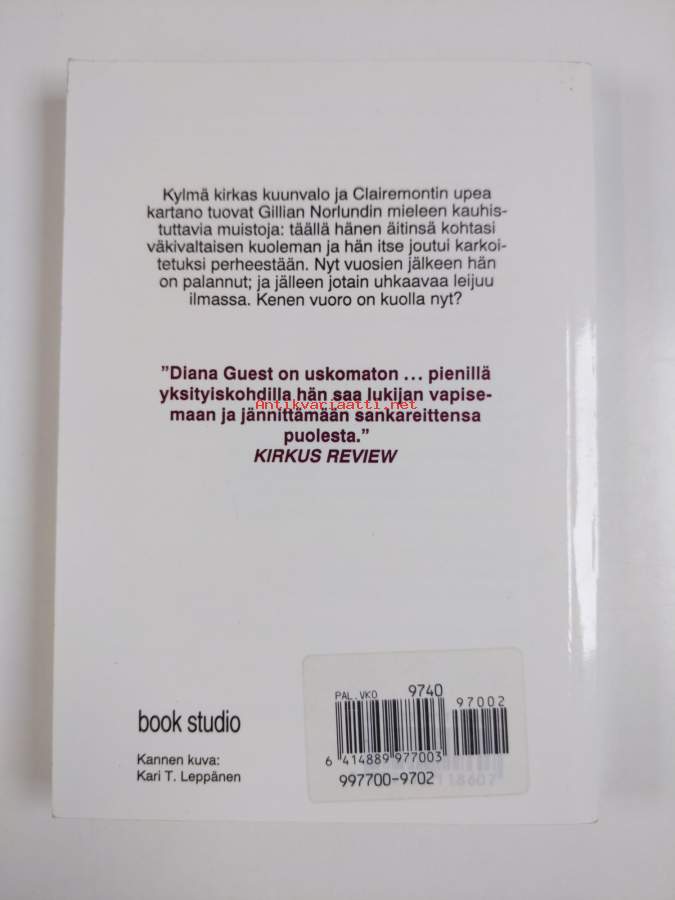 Kylmä kirkas kuunvalo ja Clairemontin upea
kartano tuovat Gillian Norlundin mieleen kauhis-
tuttavia muistoja: täällä hänen äitinsä kohtasi
väkivaltaisen kuoleman ja hän itse joutui karkoi-
tetuksi perheestään. Nyt vuosien jälkeen hän
on palannut; ja jälleen jotain uhkaavaa leijuu
ilmassa. Kenen vuoro on kuolla nyt?
”Diana Guest on uskomaton ... pienillä
yksityiskohdilla hän saa lukijan vapise-
Antikvariaatti.net
maan ja jännittämään sankareittensa
puolesta.”
KIRKUS REVIEW
book studio
Kannen kuva:
Kari T. Leppänen
PAL.VKO 9740
97002
6 414889 977003
997700-9702
18607